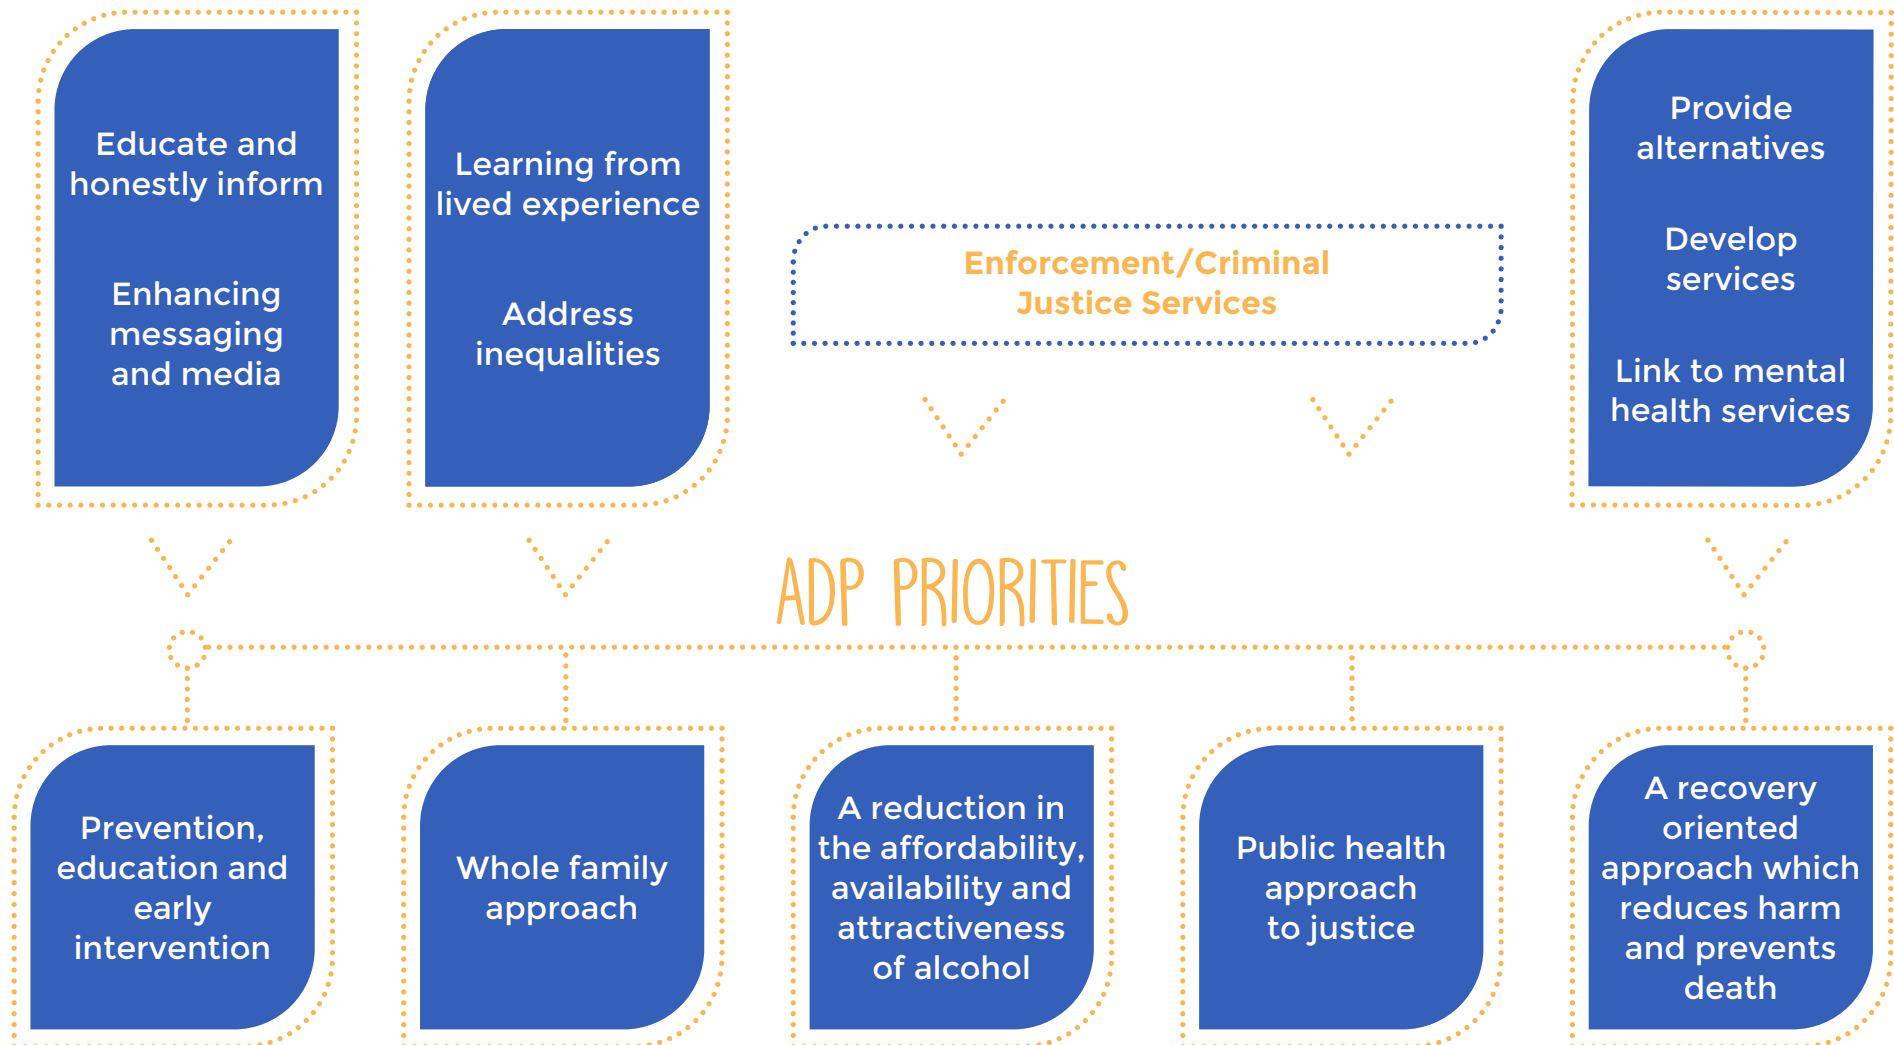 Educate and
honestly inform
Enhancing
messaging
and media
Learning from
lived experience
Address
inequalities
Enforcement/Criminal
Justice Services
Provide
alternatives
Develop
services
Link to mental
health services
ADP PRIORITIES
Prevention,
education and
early
intervention
Whole family
approach
A reduction in
the affordability,
availability and
attractiveness
of alcohol
Public health
approach
to justice
A recovery
oriented
approach which
reduces harm
and prevents
death